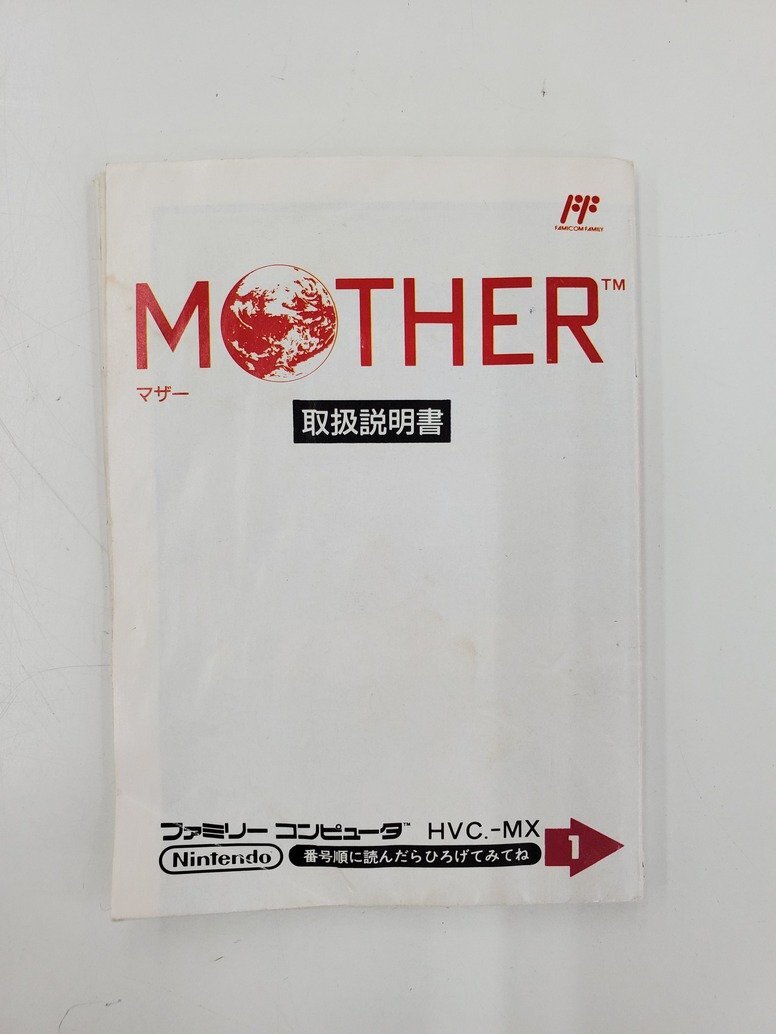 FAMICOM FAMILY
MOTHER™
マザー
取扱説明書
ファミリー コンピュータ™ HVC.-MX
Nintendo 番号順に読んだらひろげてみてね 1